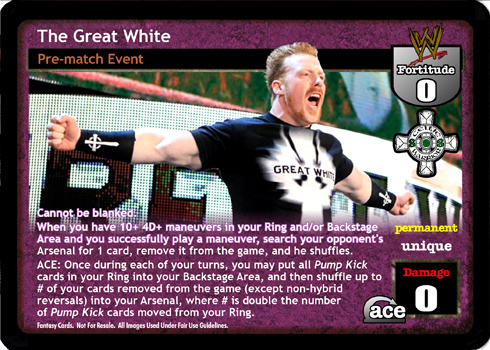 The Great White
Pre-match Event
W
Fortitude
0
GREAT WHITE
Cannot be blanked.
When you have 10+ 4D+ maneuvers in your Ring and/or Backstage
Area and you successfully play a maneuver, search your opponent's
Arsenal for 1 card, remove it from the game, and he shuffles.
ACE: Once during each of your turns, you may put all Pump Kick
cards in your Ring into your Backstage Area, and then shuffle up to
# of your cards removed from the game (except non-hybrid
reversals) into your Arsenal, where # is double the number
of Pump Kick cards moved from your Ring.
permanent
unique
Damage
0
ace
Fantasy Cards. Not For Resale. All Images Used Under Fair Use Guidelines.